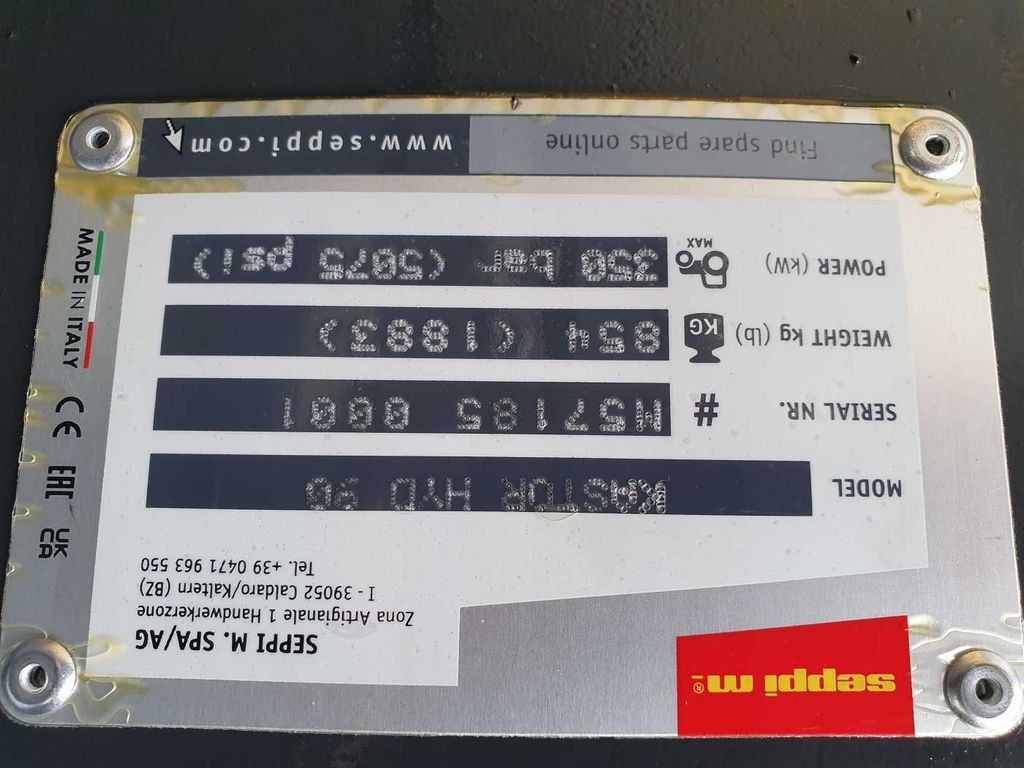 seppi m®
SEPPI M. SPA/AG
Zona Artigianale 1 Handwerkerzone
I - 39052 Caldaro/Kaltern (BZ)
Tel. +39 0471 963 550
MODEL KASTOR HYD 90
SERIAL NR. # M57185 0001
WEIGHT kg (lb) KG 854 (1883)
POWER (kW) MAX 350 bar (5075 psi)
Find spare parts online www.seppi.com
UK
CA
EAC
CE
MADE IN ITALY